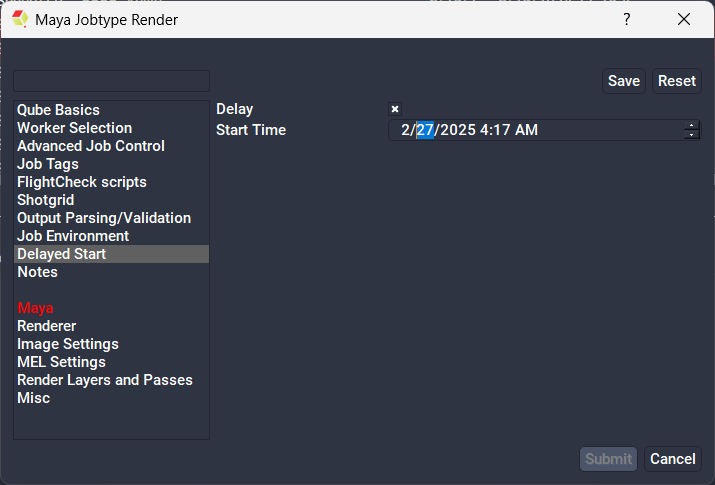 Maya Jobtype Render
?
Save Reset
Qube Basics
Worker Selection
Advanced Job Control
Job Tags
FlightCheck scripts
Shotgrid
Output Parsing/Validation
Job Environment
Delayed Start
Notes
Maya
Renderer
Image Settings
MEL Settings
Render Layers and Passes
Misc
Delay
Start Time 2/27/2025 4:17 AM
Submit Cancel